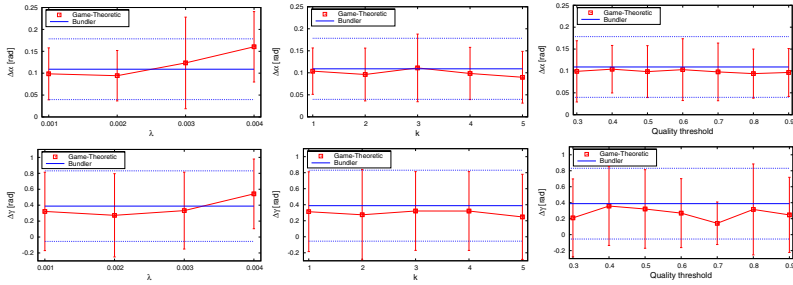 0.25
0.2
0.15
0.1
0.05
0
Δα [rad]
Game-Theoretic
Bundler
0.001 0.002 0.003 0.004
λ
0.25
0.2
0.15
0.1
0.05
0
Δα [rad]
Game-Theoretic
Bundler
1 2 3 4 5
k
0.25
0.2
0.15
0.1
0.05
0
Δα [rad]
Game-Theoretic
Bundler
0.3 0.4 0.5 0.6 0.7 0.8 0.9
Quality threshold
1
0.8
0.6
0.4
0.2
0
-0.2
Δγ [rad]
Game-Theoretic
Bundler
0.001 0.002 0.003 0.004
λ
1
0.8
0.6
0.4
0.2
0
-0.2
Δγ [rad]
Game-Theoretic
Bundler
1 2 3 4 5
k
1
0.8
0.6
0.4
0.2
0
-0.2
Δγ [rad]
Game-Theoretic
Bundler
0.3 0.4 0.5 0.6 0.7 0.8 0.9
Quality threshold